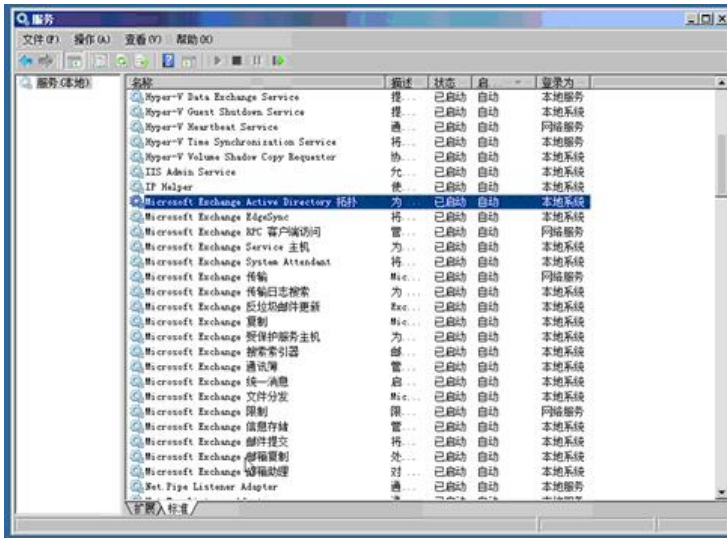 服务
文件(F) 操作(A) 查看(V) 帮助(H)
服务(本地)
名称 描述 状态 启... 登录为
Hyper-V Data Exchange Service 提... 已启动 自动 本地服务
Hyper-V Guest Shutdown Service 提... 已启动 自动 本地系统
Hyper-V Heartbeat Service 通... 已启动 自动 网络服务
Hyper-V Time Synchronization Service 将... 已启动 自动 本地服务
Hyper-V Volume Shadow Copy Requestor 协... 已启动 自动 本地系统
IIS Admin Service 允... 已启动 自动 本地系统
IP Helper 使... 已启动 自动 本地系统
Microsoft Exchange Active Directory 拓扑 为... 已启动 自动 本地系统
Microsoft Exchange EdgeSync 将... 已启动 自动 本地系统
Microsoft Exchange RPC 客户端访问 管... 已启动 自动 网络服务
Microsoft Exchange Service 主机 为... 已启动 自动 本地系统
Microsoft Exchange System Attendant 将... 已启动 自动 本地系统
Microsoft Exchange 传输 Mic... 已启动 自动 网络服务
Microsoft Exchange 传输日志搜索 为 ... 已启动 自动 本地系统
Microsoft Exchange 反垃圾邮件更新 Exc... 已启动 自动 本地系统
Microsoft Exchange 复制 Mic... 已启动 自动 本地系统
Microsoft Exchange 受保护服务主机 为... 已启动 自动 本地系统
Microsoft Exchange 搜索索引器 邮... 已启动 自动 本地系统
Microsoft Exchange 通讯簿 管... 已启动 自动 本地系统
Microsoft Exchange 统一消息 启... 已启动 自动 本地系统
Microsoft Exchange 文件分发 Mic... 已启动 自动 本地系统
Microsoft Exchange 限制 限... 已启动 自动 网络服务
Microsoft Exchange 信息存储 管... 已启动 自动 本地系统
Microsoft Exchange 邮件提交 将... 已启动 自动 本地系统
Microsoft Exchange 邮箱复制 处... 已启动 自动 本地系统
Microsoft Exchange 邮箱助理 对 ... 已启动 自动 本地系统
Net.Pipe Listener Adapter 通... 已启动 自动 本地服务
扩展 标准